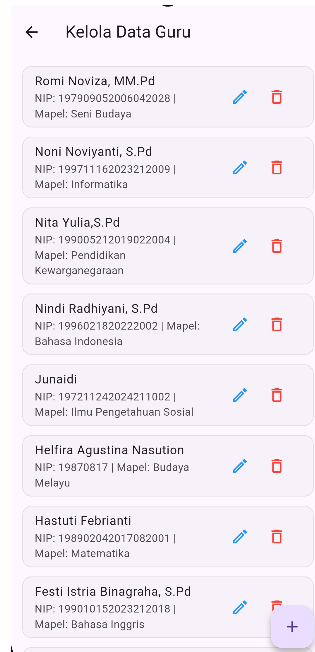 Kelola Data Guru
Romi Noviza, MM.Pd
NIP: 197909052006042028 |
Mapel: Seni Budaya
Noni Noviyanti, S.Pd
NIP: 199711162023212009 |
Mapel: Informatika
Nita Yulia,S.Pd
NIP: 199005212019022004 |
Mapel: Pendidikan
Kewarganegaraan
Nindi Radhiyani, S.Pd
NIP: 1996021820222002 | Mapel:
Bahasa Indonesia
Junaidi
NIP: 197211242024211002 |
Mapel: Ilmu Pengetahuan Sosial
Helfira Agustina Nasution
NIP: 19870817 | Mapel: Budaya
Melayu
Hastuti Febrianti
NIP: 198902042017082001 |
Mapel: Matematika
Festi Istria Binagraha, S.Pd
NIP: 199010152023212018 |
Mapel: Bahasa Inggris